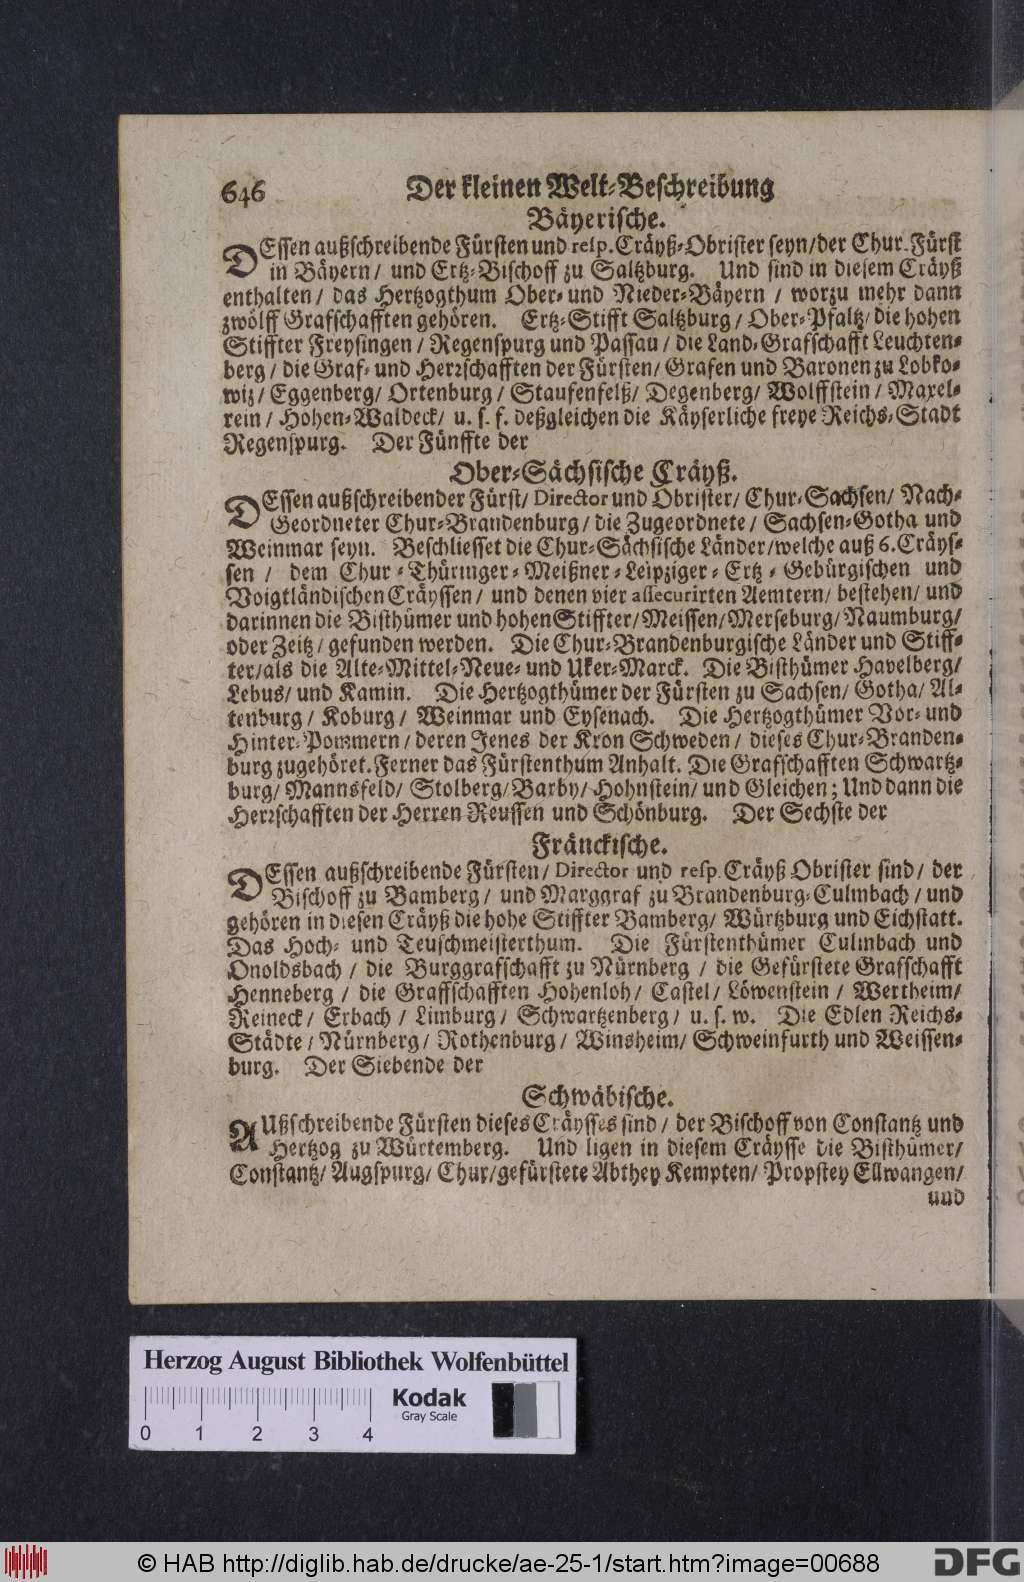 646 Der kleinen Welt-Beschreibung
Bäyerische.
DEssen außschreibende Fürsten und resp. Cräyß-Obrister seyn/der Chur-Fürst
in Bäyern/ und Ertz-Bischoff zu Saltzburg. Und sind in diesem Cräyß
enthalten/ das Hertzogthum Ober- und Nieder-Bäyern / worzu mehr dann
zwölff Grafschafften gehören. Ertz-Stifft Saltzburg / Ober-Pfaltz/ die hohen
Stiffter Freysingen / Regenspurg und Passau / die Land-Grafschafft Leuchten-
berg / die Graf- und Herrschafften der Fürsten/ Grafen und Baronen zu Lobko-
wiz/ Eggenberg/ Ortenburg / Staufenfelß/ Degenberg/ Wolffstein / Maxel-
rein / Hohen-Waldeck/ u. s. f. deßgleichen die Käyserliche freye Reichs-Stadt
Regenspurg. Der Fünffte der
Ober-Sächsische Cräyß.
DEssen außschreibender Fürst/ Director und Obrister/ Chur-Sachsen/ Nach-
Geordneter Chur-Brandenburg / die Zugeordnete / Sachsen-Gotha und
Weinmar seyn. Beschliesset die Chur-Sächsische Länder/welche auß 6. Cräys-
sen / dem Chur-Thüringer-Meißner-Leipziger-Ertz-Gebürgischen und
Voigtländischen Cräyssen/ und denen vier assecurirten Aemtern/ bestehen/ und
darinnen die Bisthümer und hohen Stiffter/ Meissen/Merseburg/ Naumburg/
oder Zeitz/ gefunden werden. Die Chur-Brandenburgische Länder und Stiff-
ter/als die Alte-Mittel-Neue- und Uker-Marck. Die Bisthümer Havelberg/
Lebus/ und Kamin. Die Hertzogthümer der Fürsten zu Sachsen/ Gotha/ Al-
tenburg / Koburg/ Weinmar und Eysenach. Die Hertzogthümer Vor- und
Hinter-Pommern / deren Jenes der Kron Schweden / dieses Chur-Branden-
burg zugehöret. Ferner das Fürstenthum Anhalt. Die Grafschafften Schwartz-
burg/ Mannsfeld/ Stolberg/ Barby/ Hohnstein/ und Gleichen; Und dann die
Herrschafften der Herren Reussen und Schönburg. Der Sechste der
Fränckische.
DEssen außschreibende Fürsten / Director und resp. Cräyß Obrister sind / der
Bischoff zu Bamberg / und Marggraf zu Brandenburg-Culmbach / und
gehören in diesen Cräyß die hohe Stiffter Bamberg/ Würtzburg und Eichstatt.
Das Hoch- und Teuschmeisterthum. Die Fürstenthümer Culmbach und
Onoldsbach / die Burggrafschafft zu Nürnberg / die Gefürstete Grafschafft
Henneberg / die Graffschafften Hohenloh/ Castel/ Löwenstein / Wertheim/
Reineck/ Erbach / Limburg / Schwartzenberg / u. s. w. Die Edlen Reichs-
Städte / Nürnberg / Rothenburg / Winsheim/ Schweinfurth und Weissen-
burg. Der Siebende der
Schwäbische.
AUßschreibende Fürsten dieses Cräysses sind / der Bischoff von Constantz und
Hertzog zu Würtemberg. Und ligen in diesem Cräysse die Bisthümer/
Constantz/ Augspurg/ Chur/gefürstete Abthey Kempten/ Propstey Ellwangen/
und
Herzog August Bibliothek Wolfenbüttel
0 1 2 3 4
Kodak
Gray Scale
© HAB http://diglib.hab.de/drucke/ae-25-1/start.htm?image=00688
DFG